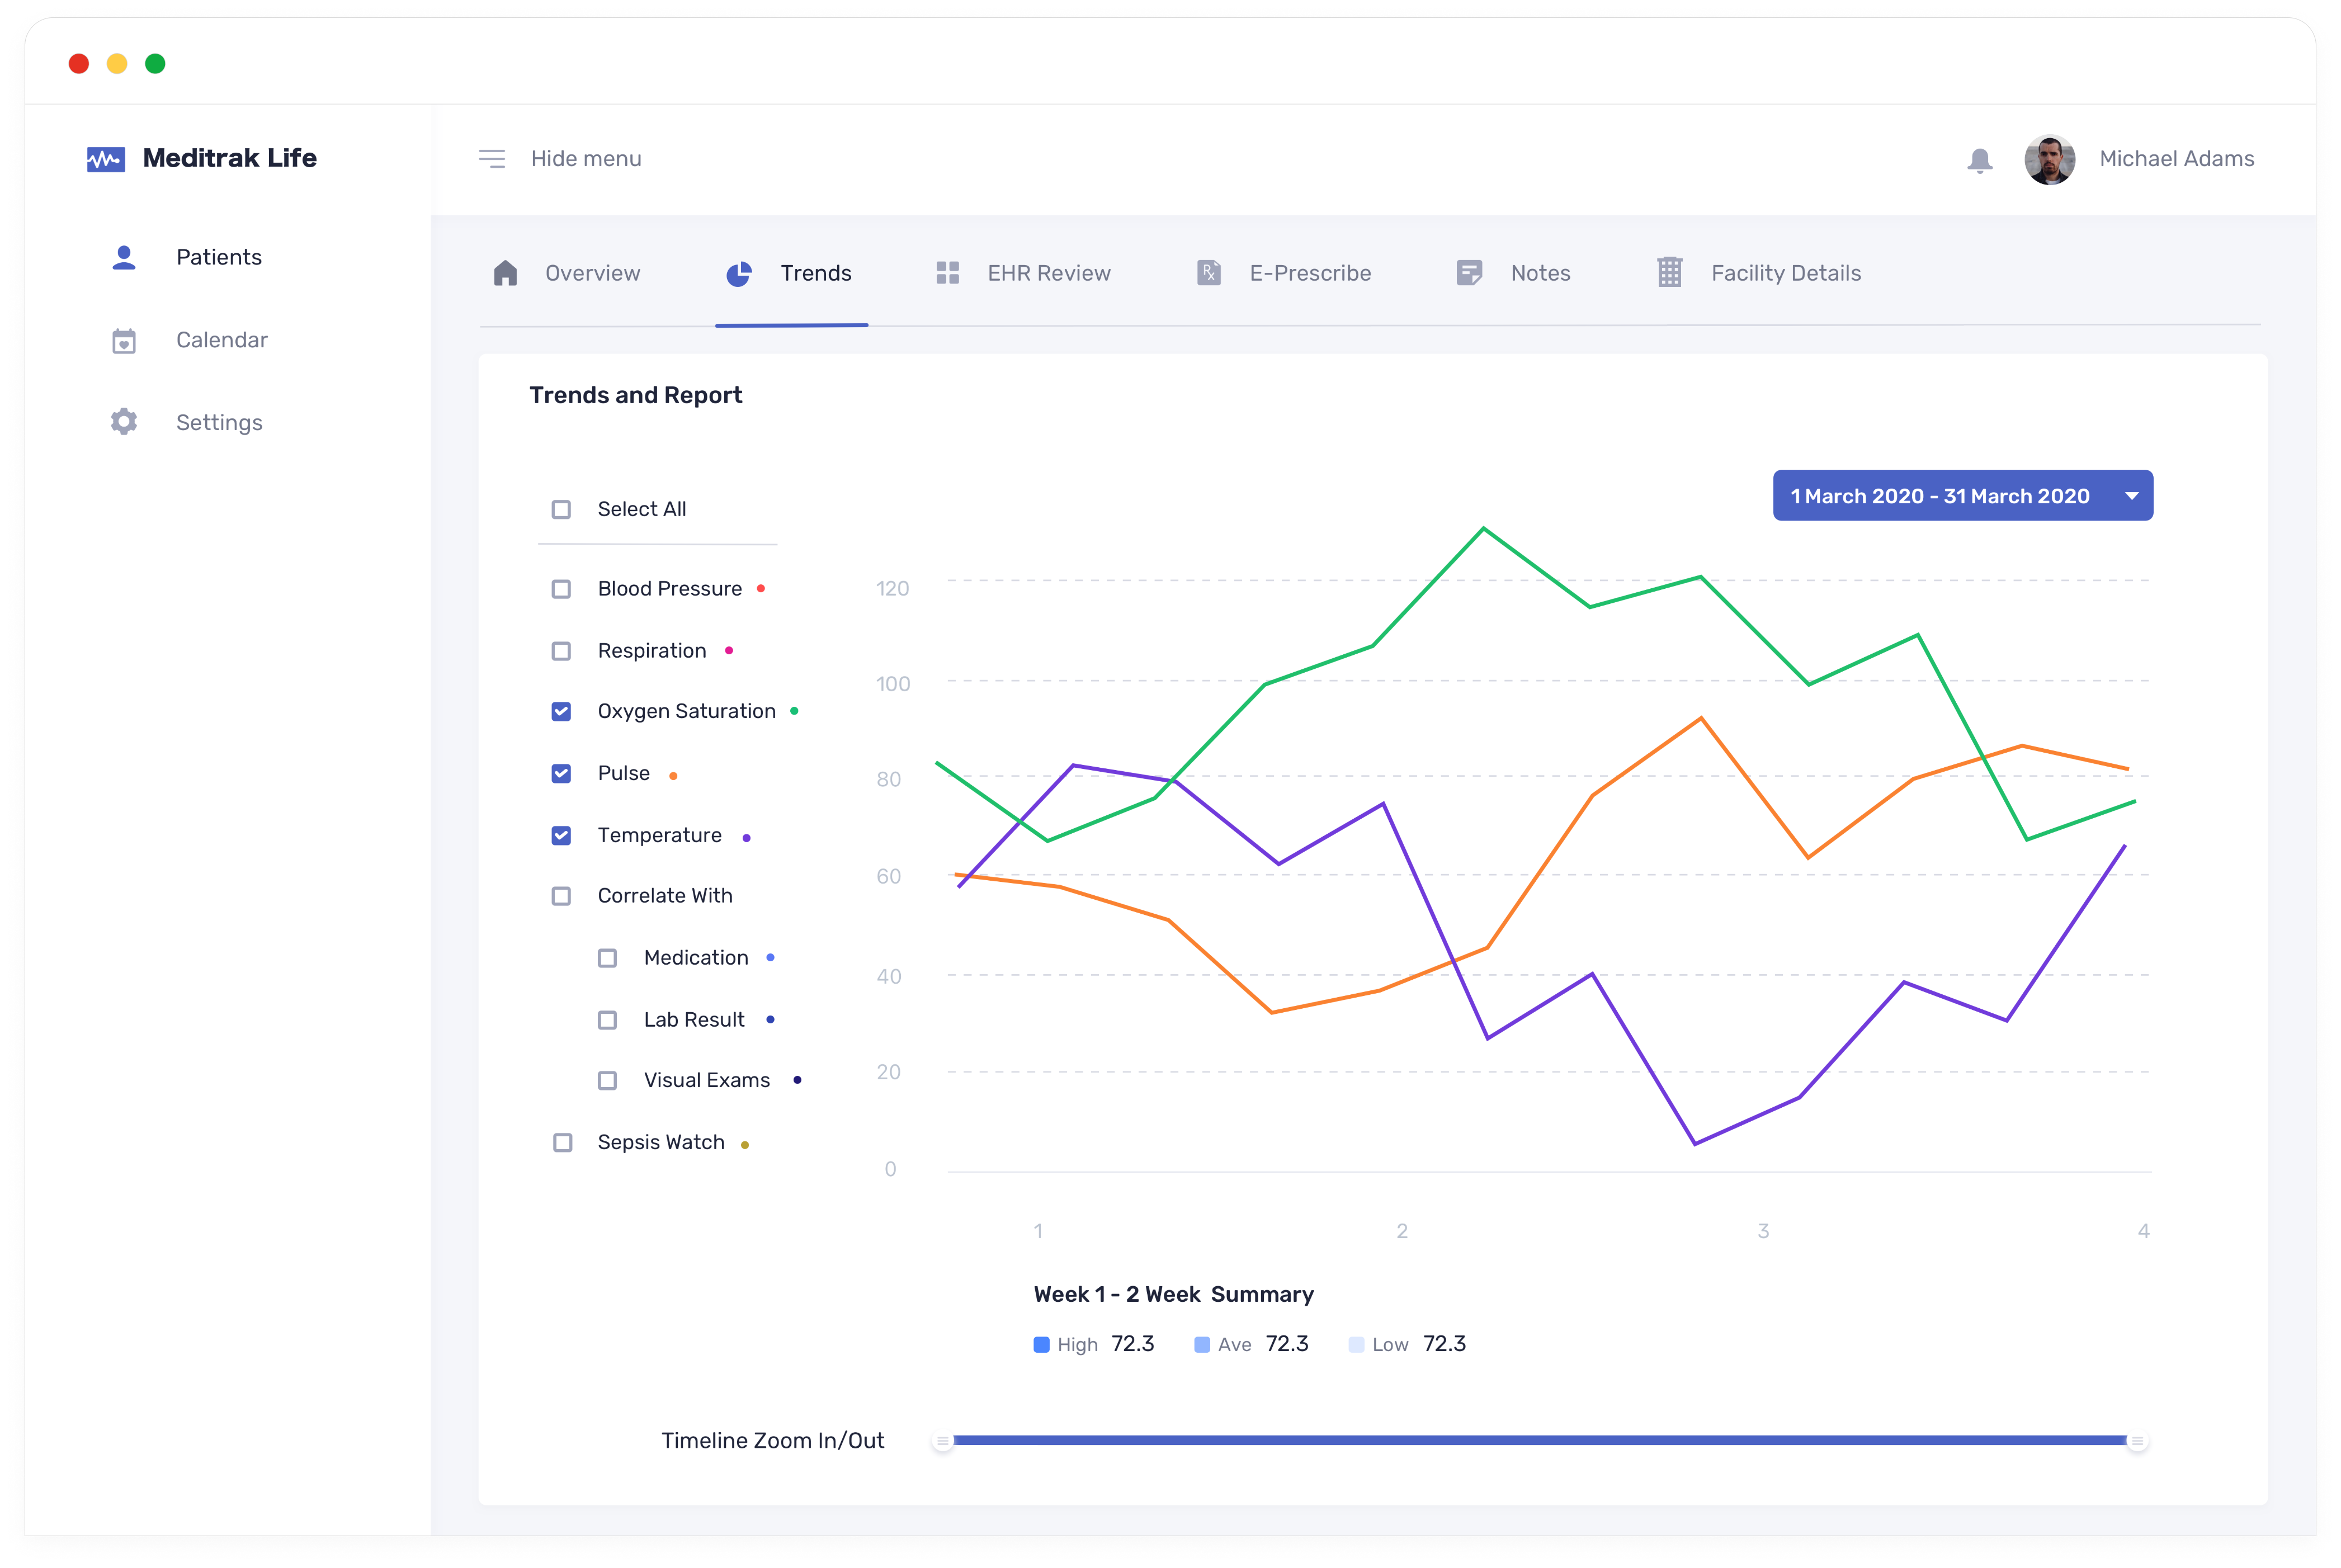 Meditrak Life
Hide menu
Michael Adams
Patients
Calendar
Settings
Overview
Trends
EHR Review
E-Prescribe
Notes
Facility Details
Trends and Report
1 March 2020 - 31 March 2020
Select All
Blood Pressure
Respiration
Oxygen Saturation
Pulse
Temperature
Correlate With
Medication
Lab Result
Visual Exams
Sepsis Watch
120
100
80
60
40
20
0
1 2 3 4
Week 1 - 2 Week Summary
High 72.3 Ave 72.3 Low 72.3
Timeline Zoom In/Out